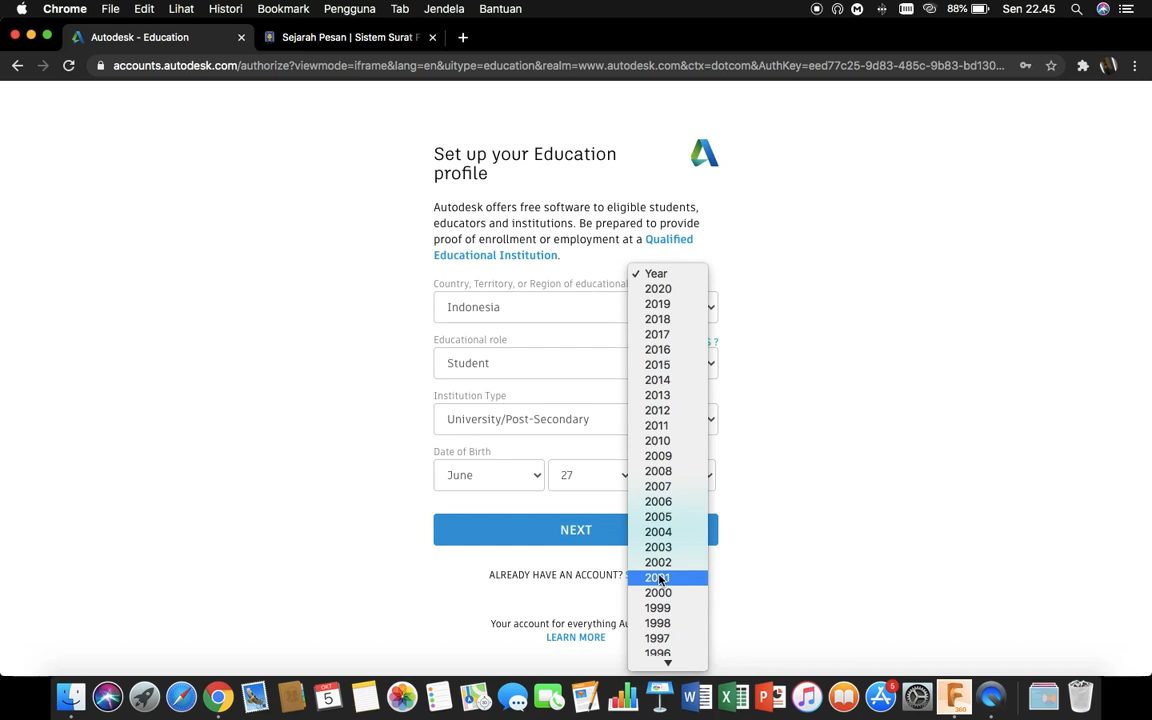 Chrome File Edit Lihat Histori Bookmark Pengguna Tab Jendela Bantuan 88% Sen 22.45
Autodesk - Education
Sejarah Pesan | Sistem Surat
accounts.autodesk.com/authorize?viewmode=iframe&lang=en&uitype=education&realm=www.autodesk.com&ctx=dotcom&AuthKey=eed77c25-9d83-485c-9b83-bd130...
Set up your Education
profile
Autodesk offers free software to eligible students,
educators and institutions. Be prepared to provide
proof of enrollment or employment at a Qualified
Educational Institution.
Country, Territory, or Region of educational
Indonesia
Educational role
?
Student
Institution Type
University/Post-Secondary
Date of Birth
June 27
NEXT
ALREADY HAVE AN ACCOUNT?
Your account for everything
LEARN MORE
✓ Year
2020
2019
2018
2017
2016
2015
2014
2013
2012
2011
2010
2009
2008
2007
2006
2005
2004
2003
2002
2001
2000
1999
1998
1997
1996
OKT
5
6
W X P
F
360